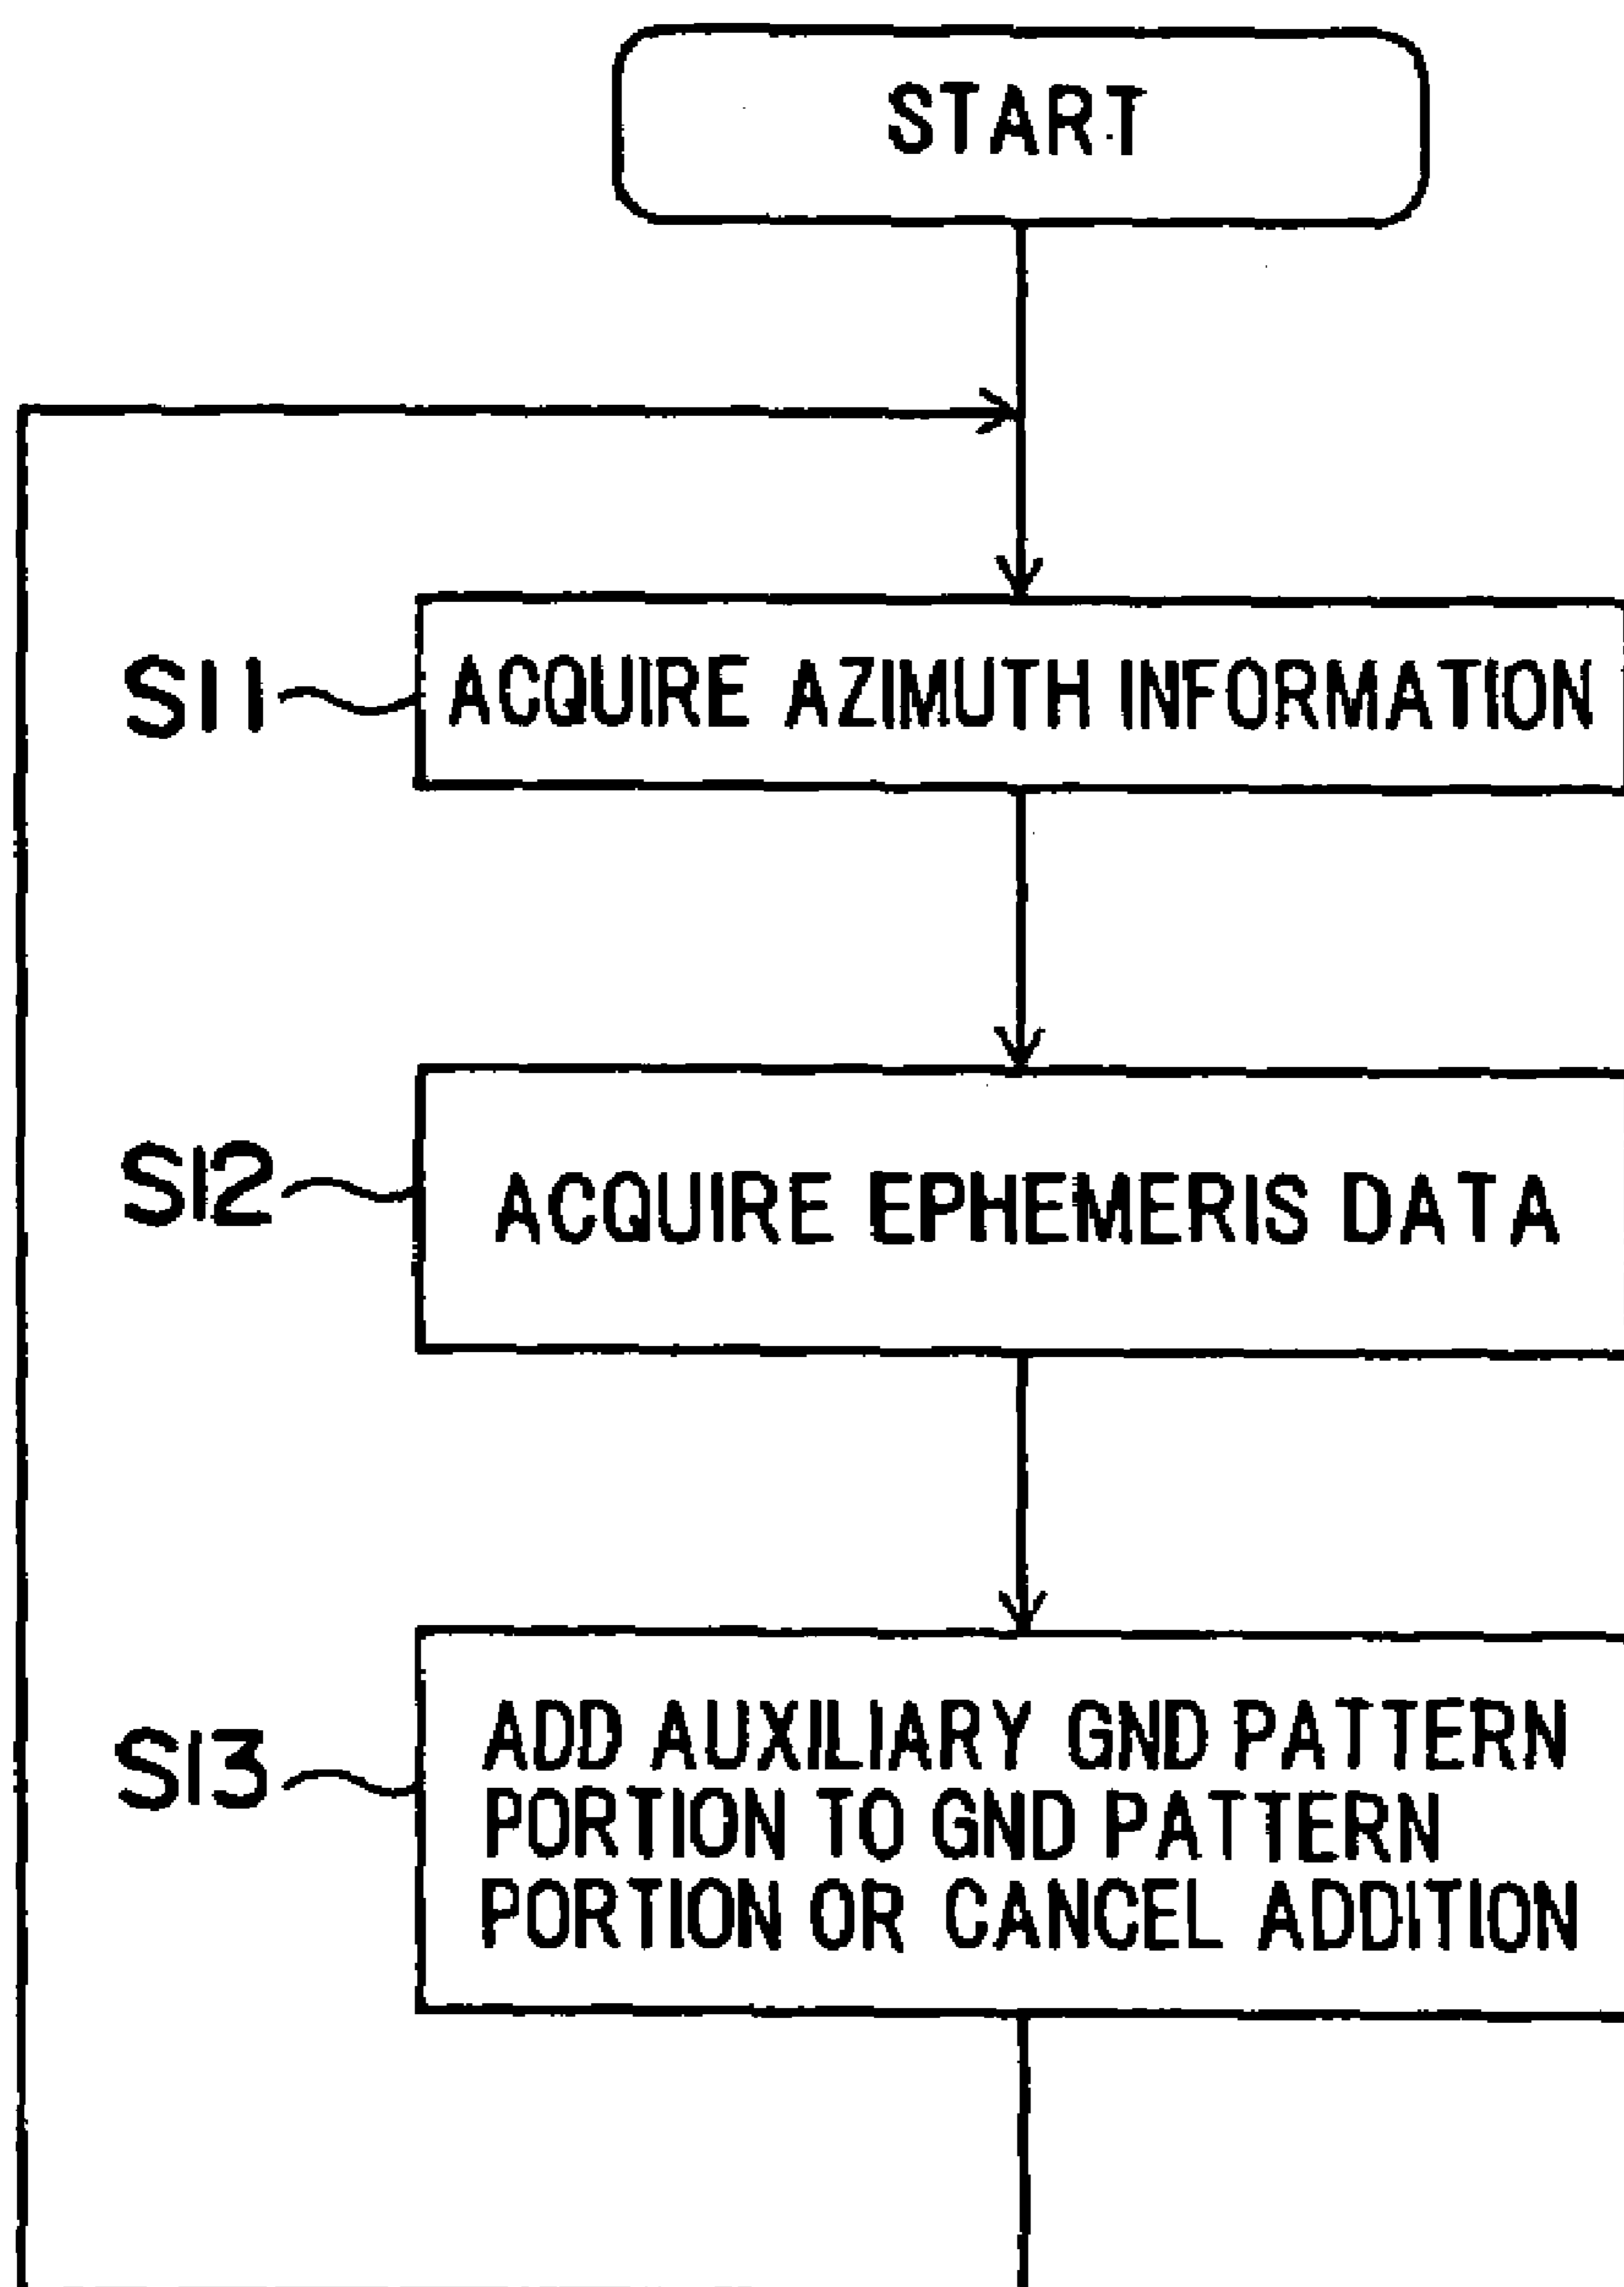 START
S11
ACQUIRE AZIMUTH INFORMATION
S12
ACQUIRE EPHEMERIS DATA
S13
ADD AUXILIARY GND PATTERN
PORTION TO GND PATTERN
PORTION OR CANCEL ADDITION